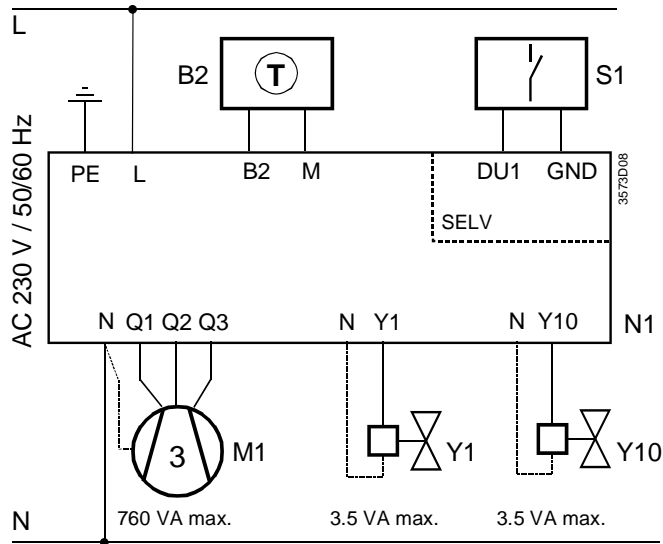 L
B2
T
S1
AC 230 V / 50/60 Hz
PE L B2 M DU1 GND
3573D08
SELV
N Q1 Q2 Q3 N Y1 N Y10
N1
3
M1
Y1
Y10
N
760 VA max. 3.5 VA max. 3.5 VA max.